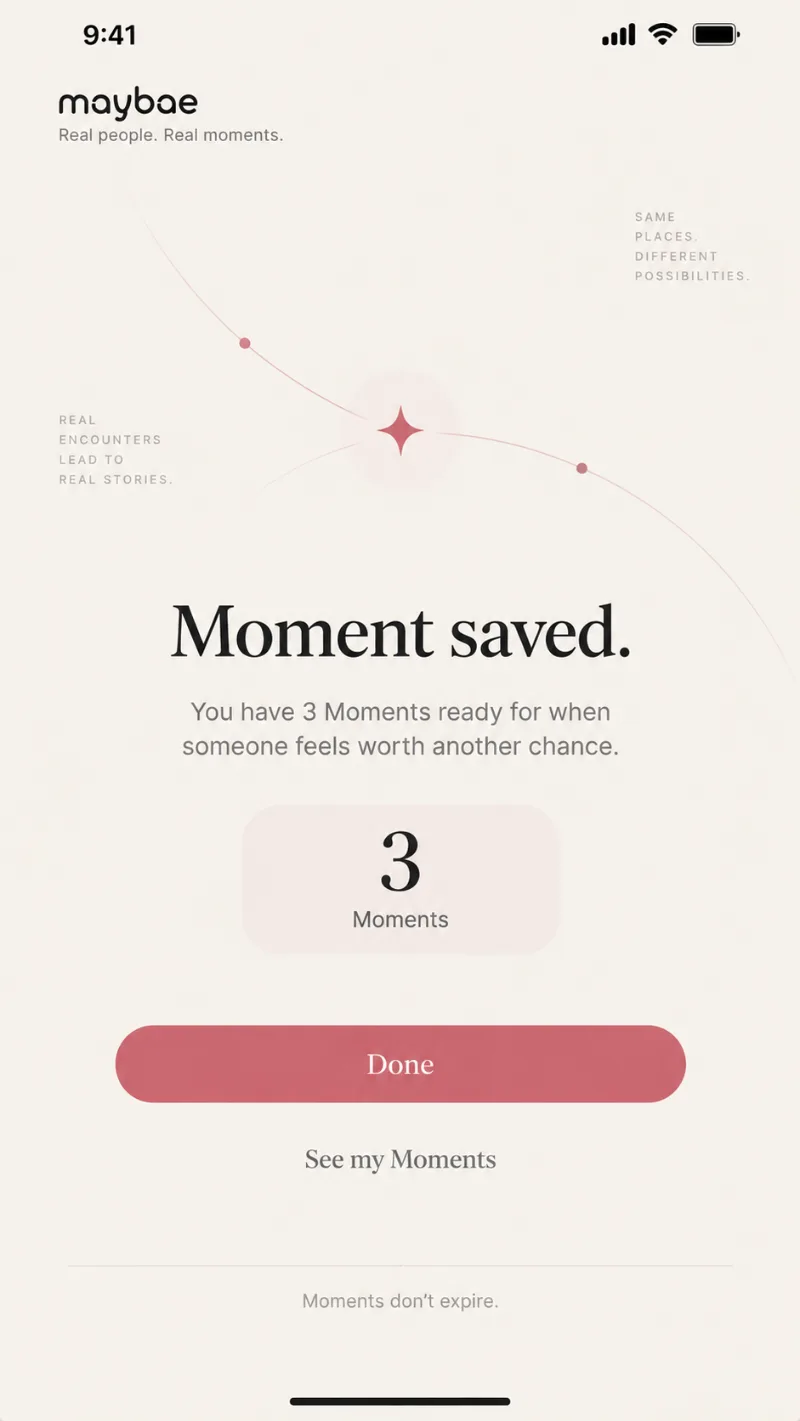 9:41
maybae
Real people. Real moments.
SAME
PLACES.
DIFFERENT
POSSIBILITIES.
REAL
ENCOUNTERS
LEAD TO
REAL STORIES.
Moment saved.
You have 3 Moments ready for when
someone feels worth another chance.
3
Moments
Done
See my Moments
Moments don’t expire.